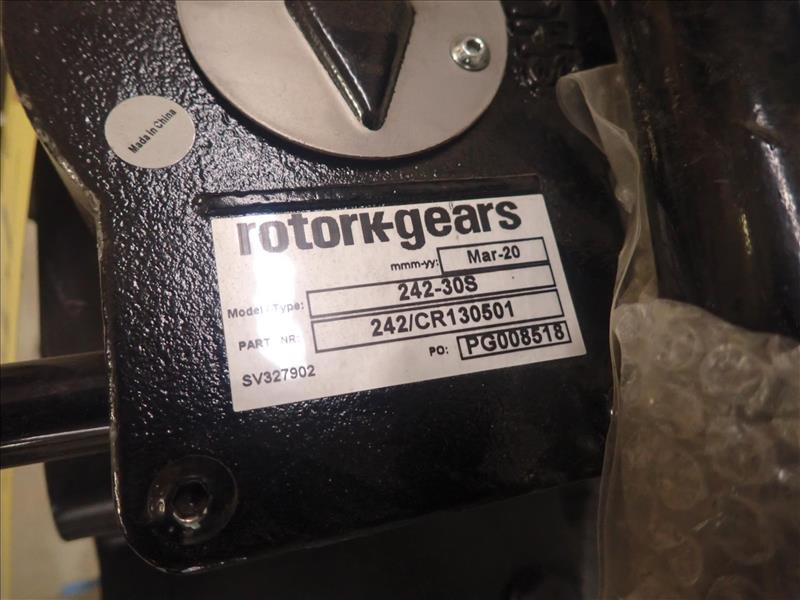 Made in China
rotork-gears
mmm-yy: Mar-20
Model / Type: 242-30S
PART NR: 242/CR130501
PO: PG008518
SV327902